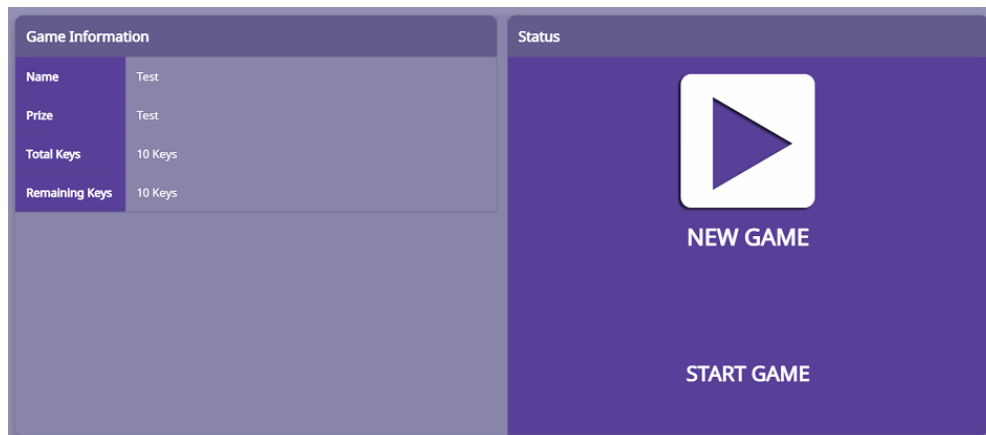 Game Information
Name Test
Prize Test
Total Keys 10 Keys
Remaining Keys 10 Keys
Status
NEW GAME
START GAME